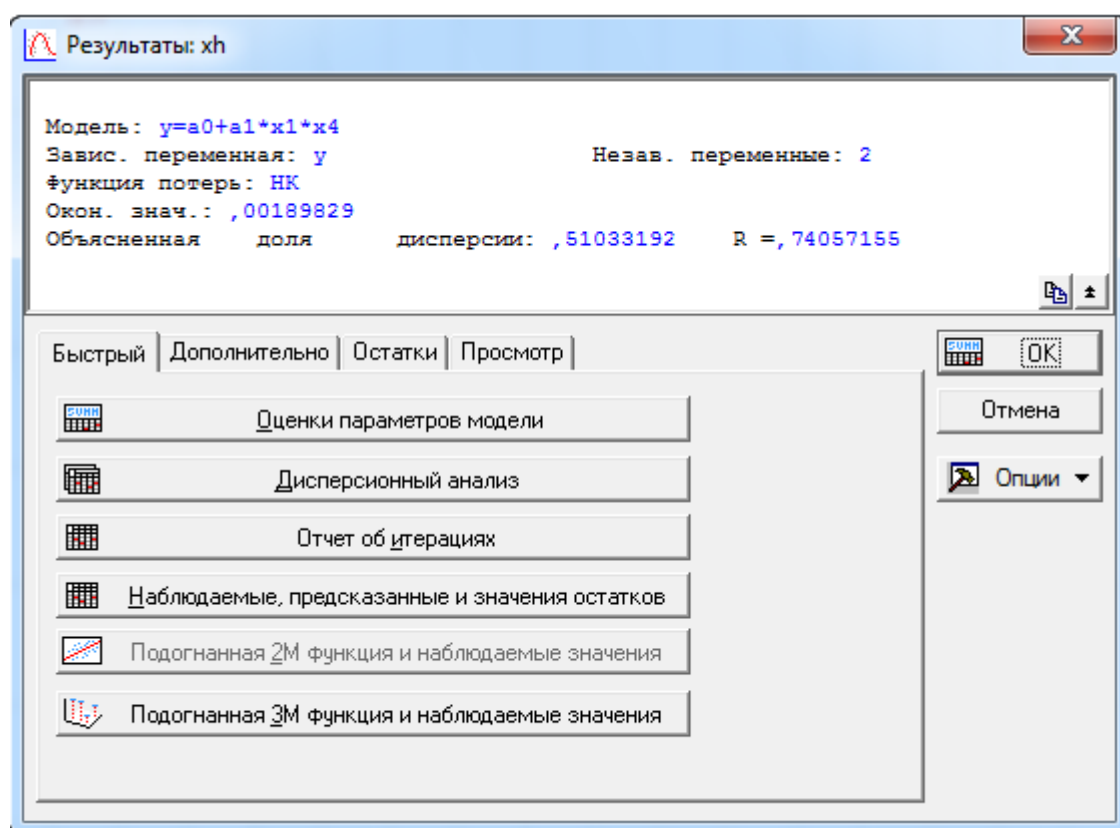 Результаты: xh
Модель: y=a0+a1*x1*x4
Завис. переменная: y Незав. переменные: 2
Функция потерь: НК
Окон. знач.: ,00189829
Объясненная доля дисперсии: ,51033192 R =,74057155
Быстрый Дополнительно Остатки Просмотр
OK
Оценки параметров модели
Отмена
Дисперсионный анализ
Опции
Отчет об итерациях
Наблюдаемые, предсказанные и значения остатков
Подогнанная 2М функция и наблюдаемые значения
Подогнанная 3М функция и наблюдаемые значения